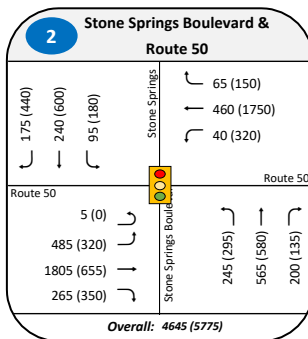 2
Stone Springs Boulevard &
Route 50
175 (440)
240 (600)
95 (180)
Stone Springs
65 (150)
460 (1750)
40 (320)
Route 50
Route 50
5 (0)
485 (320)
1805 (655)
265 (350)
Stone Springs Boulev
245 (295)
565 (580)
200 (135)
Overall: 4645 (5775)